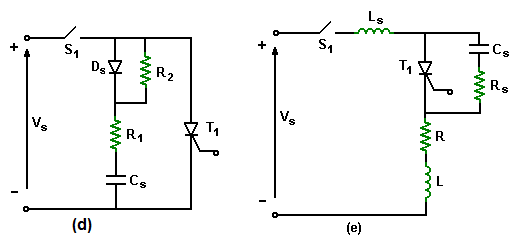 +
S1
Ds
R2
Vs
R1
T1
Cs
−
(d)
+
S1
Ls
Cs
T1
Rs
Vs
R
L
−
(e)